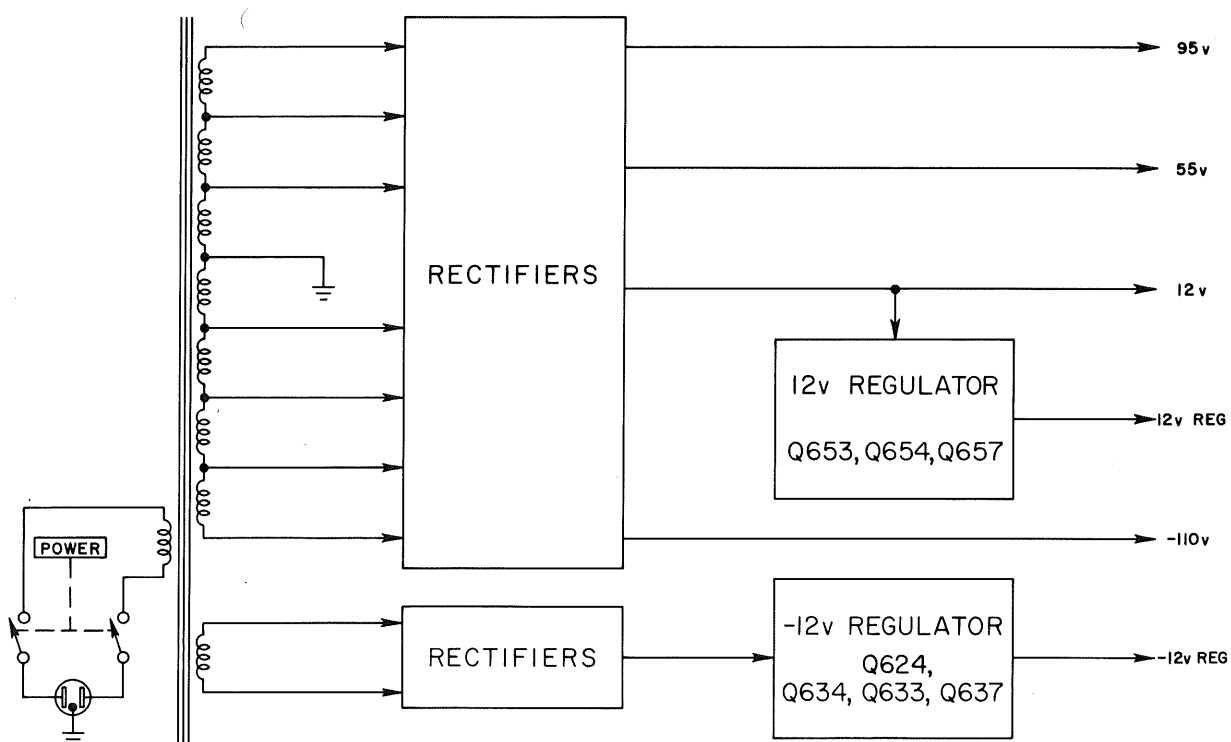 95v
55v
RECTIFIERS
12v
12v REGULATOR
Q653, Q654, Q657
12v REG
POWER
-110v
RECTIFIERS
-12v REGULATOR
Q624,
Q634, Q633, Q637
-12v REG